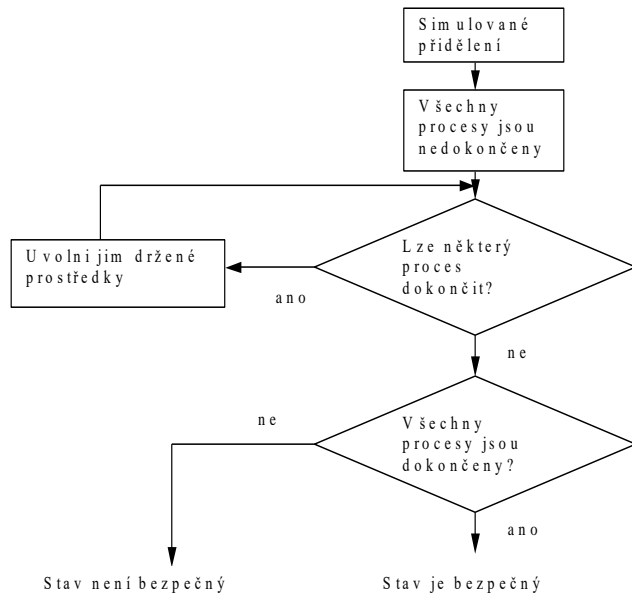 Simulované
přidělení
Všechny
procesy jsou
nedokončeny
Lze některý
proces
dokončit?
Uvolni jim držené
prostředky
ano
ne
Všechny
procesy jsou
dokončeny?
ne
ano
Stav není bezpečný
Stav je bezpečný